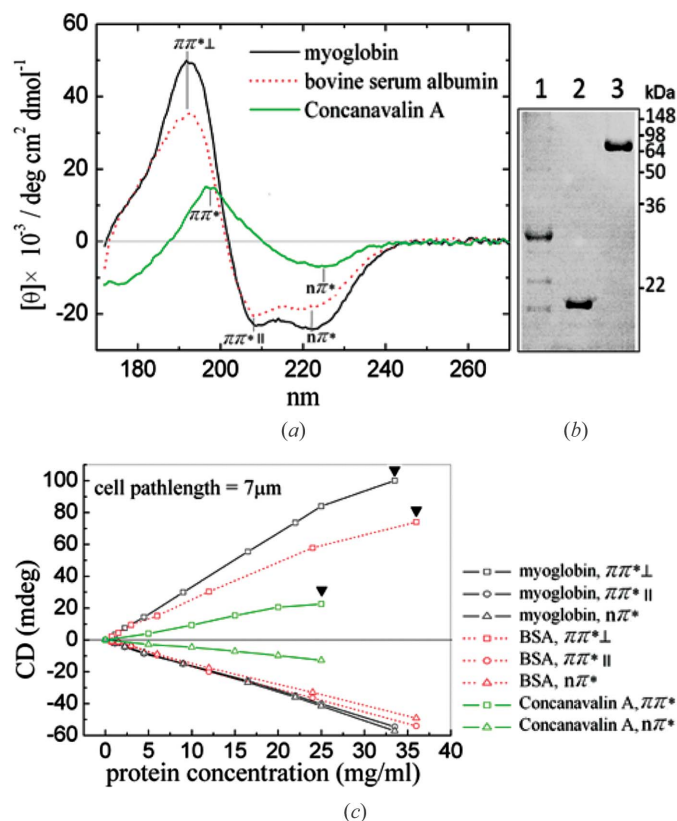 ππ*⊥
myoglobin
bovine serum albumin
Concanavalin A
ππ*
nπ*
ππ*∥
nπ*
[θ]× 10⁻³ / deg cm² dmol⁻¹
40
20
0
-20
180 200 220 240 260
nm
(a)
1 2 3 kDa
148
98
64
50
36
22
(b)
cell pathlength = 7μm
CD (mdeg)
100
80
60
40
20
0
-20
-40
-60
0 5 10 15 20 25 30 35 40
protein concentration (mg/ml)
myoglobin, ππ*⊥
myoglobin, ππ*∥
myoglobin, nπ*
BSA, ππ*⊥
BSA, ππ*∥
BSA, nπ*
Concanavalin A, ππ*
Concanavalin A, nπ*
(c)